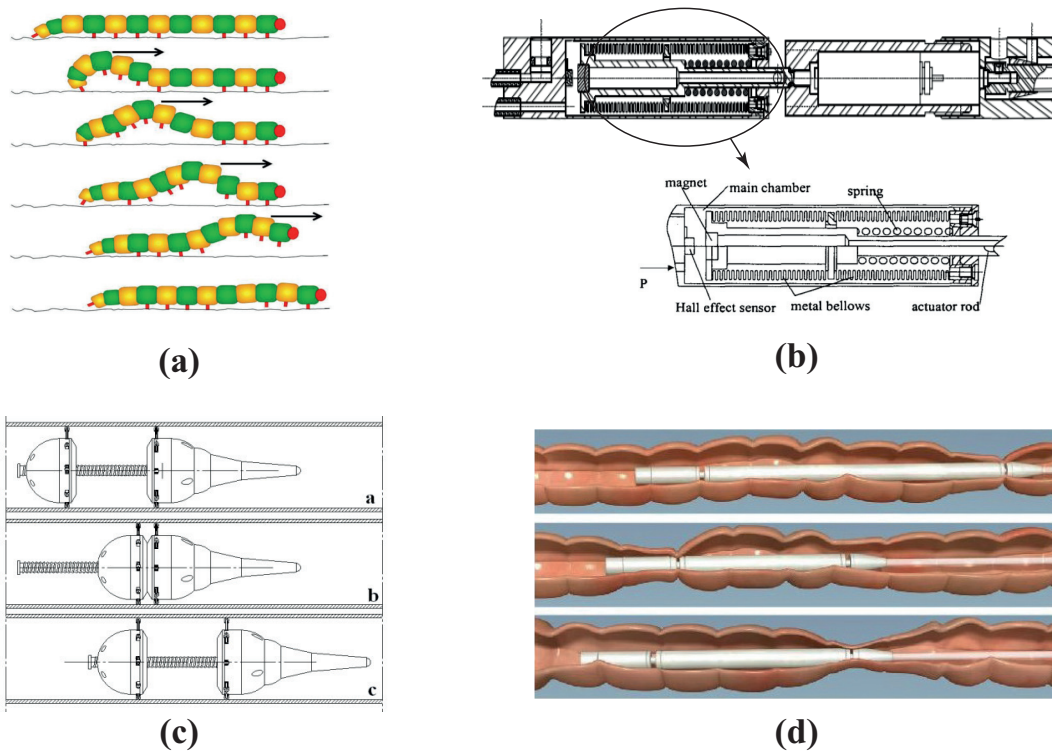 magnet
main chamber
spring
P
Hall effect sensor
metal bellows
actuator rod
(a)
(b)
a
b
c
(c)
(d)